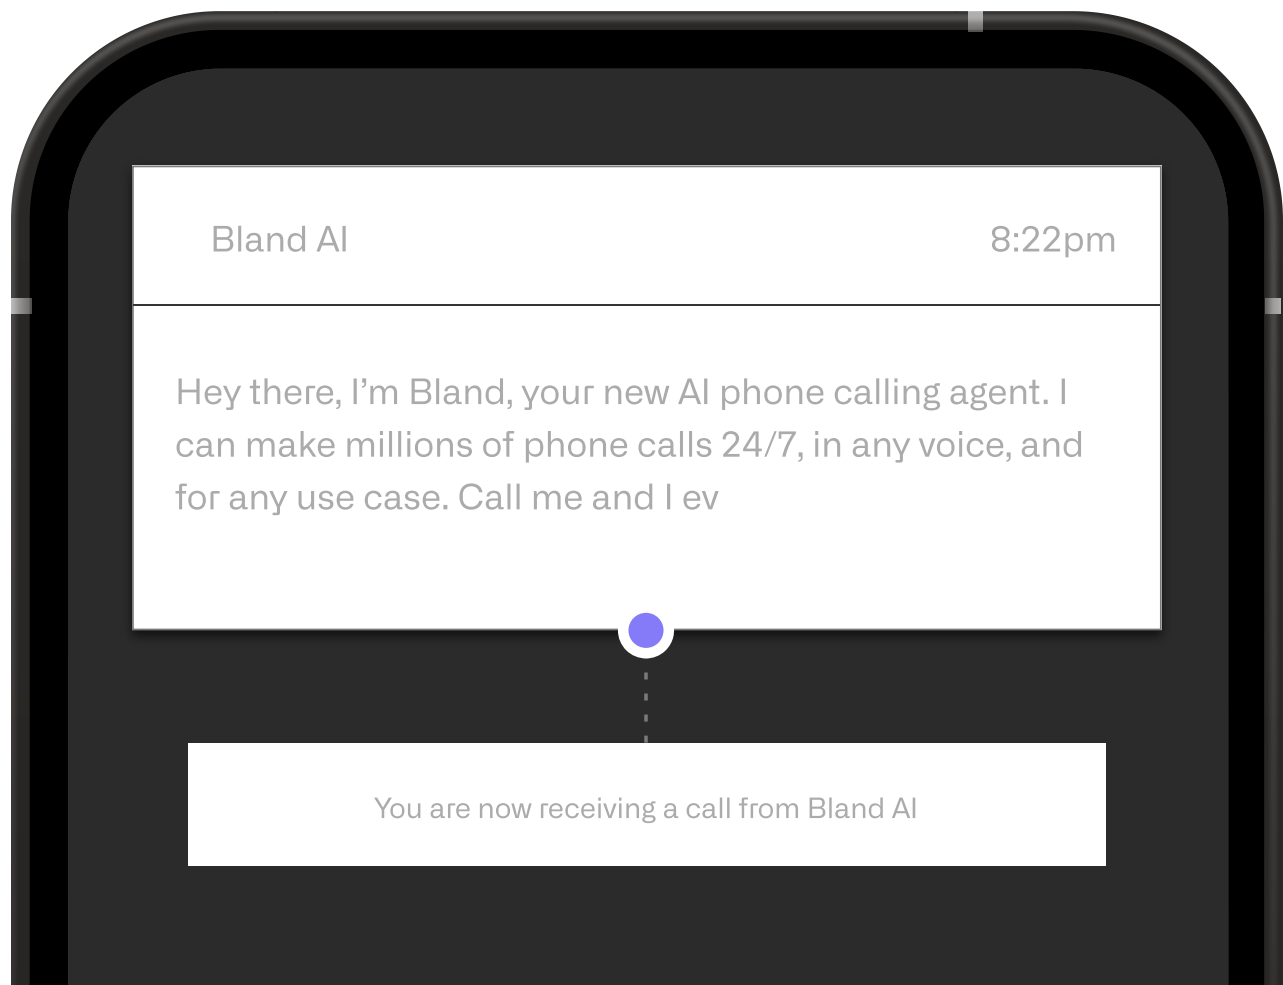 Bland AI
8:22pm
Hey there, I’m Bland, your new AI phone calling agent. I
can make millions of phone calls 24/7, in any voice, and
for any use case. Call me and I ev
You are now receiving a call from Bland AI